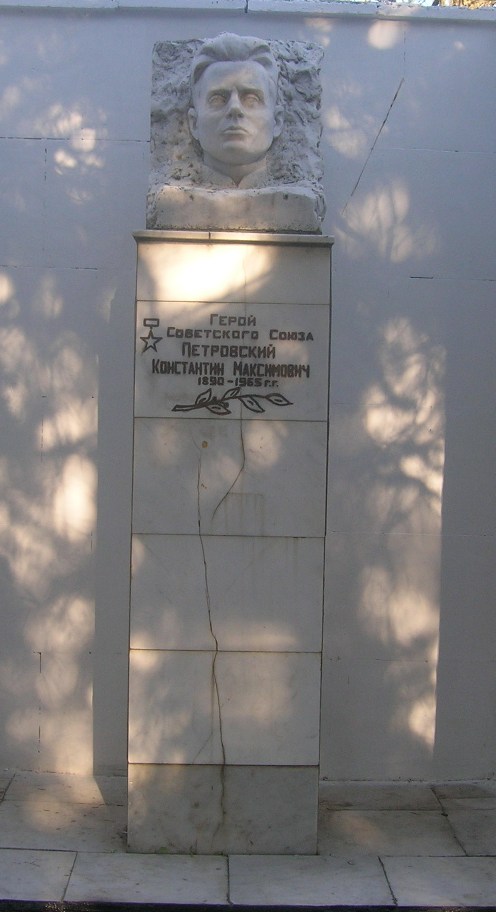 Герой
Советского Союза
Петровский
Константин Максимович
1890-1965 г.г.